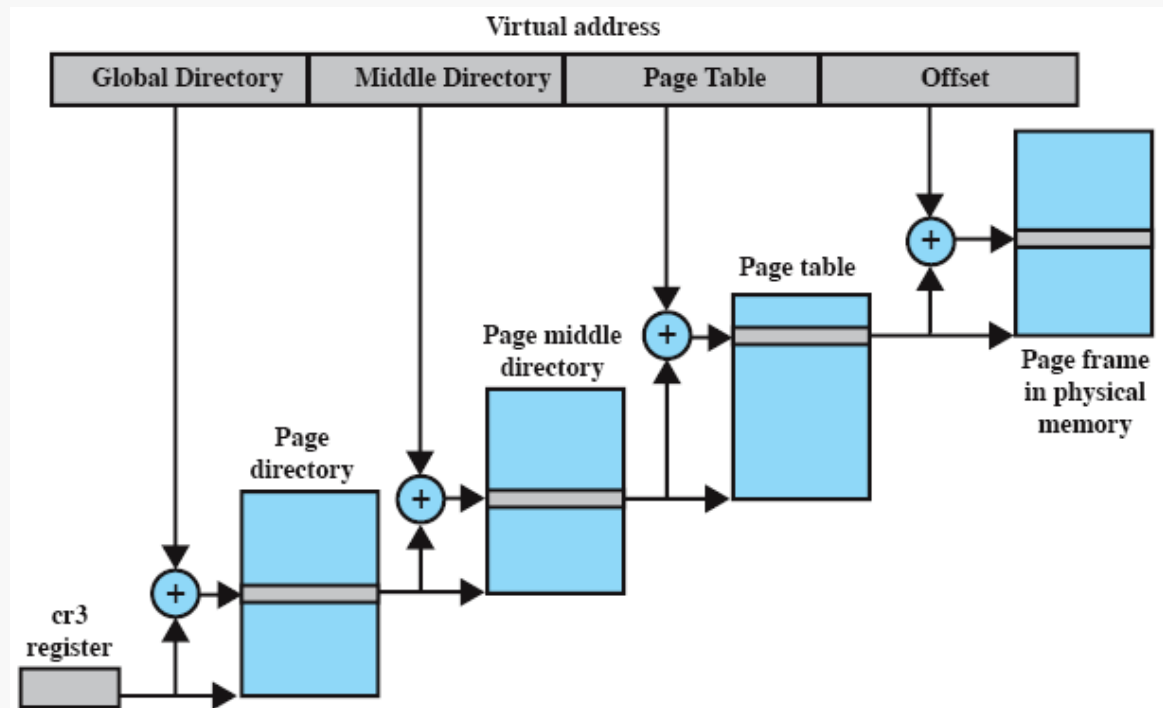 Virtual address
Global Directory
Middle Directory
Page Table
Offset
+
Page table
+
Page middle
directory
Page frame
in physical
memory
Page
directory
+
+
cr3
register